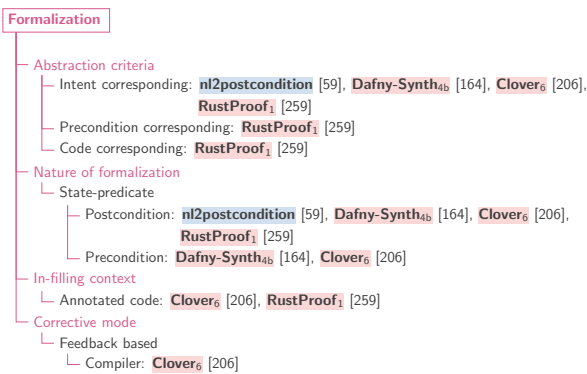 Formalization
Abstraction criteria
Intent corresponding: nl2postcondition [59], Dafny-Synth4b [164], Clover6 [206],
RustProof1 [259]
Precondition corresponding: RustProof1 [259]
Code corresponding: RustProof1 [259]
Nature of formalization
State-predicate
Postcondition: nl2postcondition [59], Dafny-Synth4b [164], Clover6 [206],
RustProof1 [259]
Precondition: Dafny-Synth4b [164], Clover6 [206]
In-filling context
Annotated code: Clover6 [206], RustProof1 [259]
Corrective mode
Feedback based
Compiler: Clover6 [206]